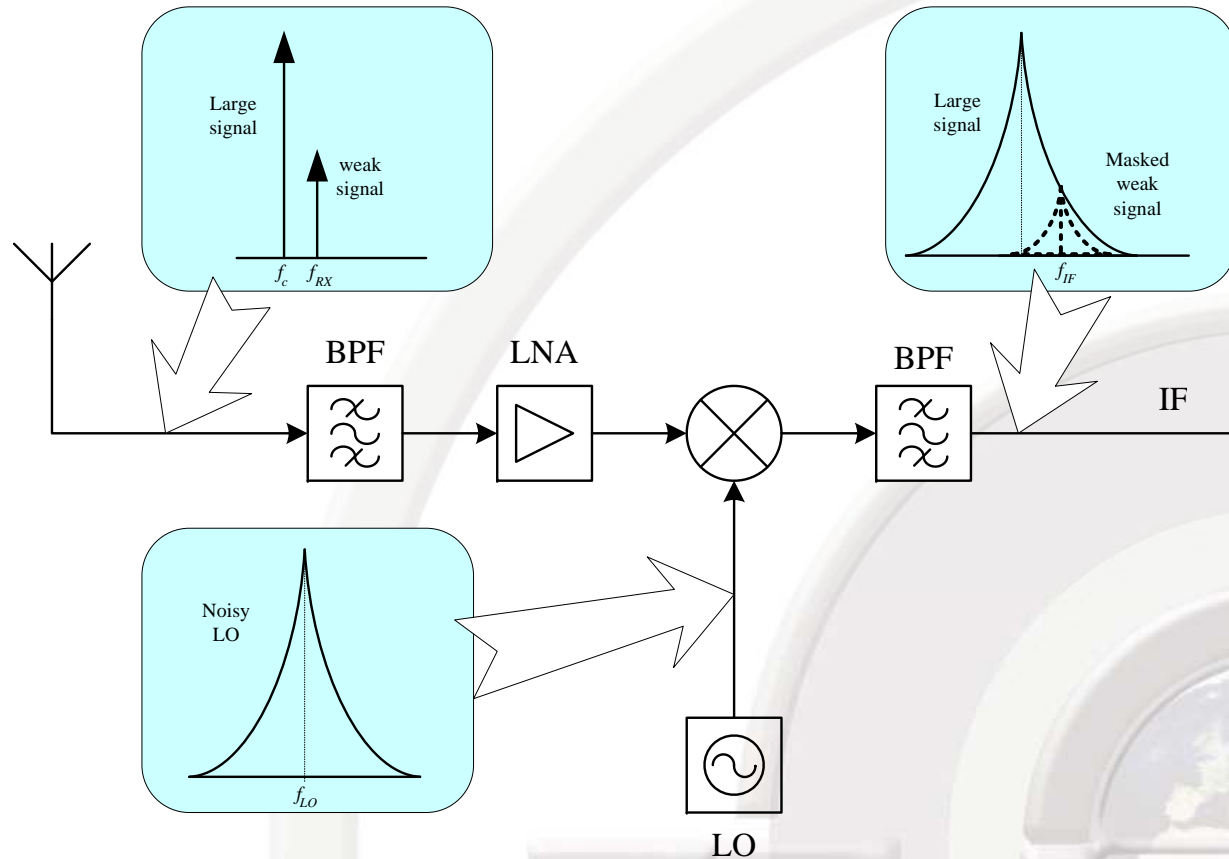 Large
signal
weak
signal
f_c
f_RX
Large
signal
Masked
weak
signal
f_IF
BPF
LNA
BPF
IF
Noisy
LO
f_LO
LO